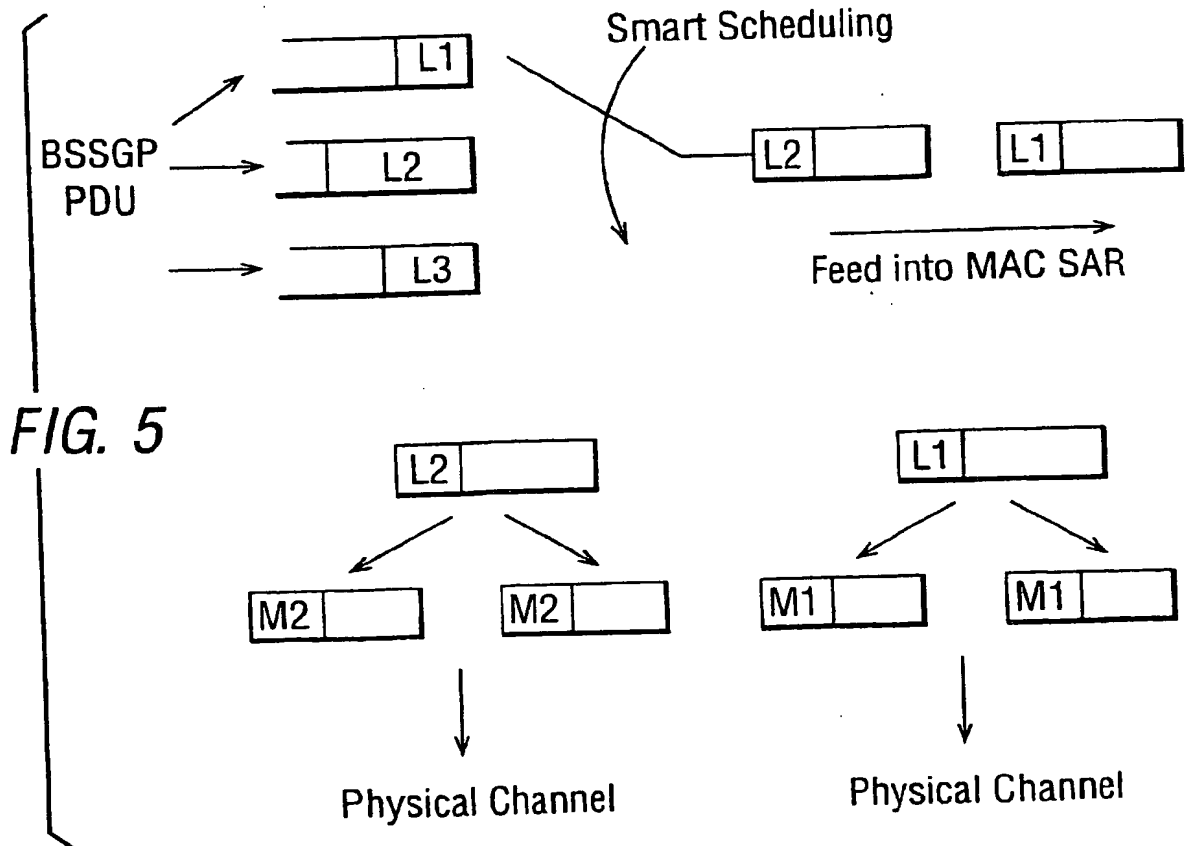 Smart Scheduling
L1
BSSGP
PDU
L2
L3
L2
L1
Feed into MAC SAR
FIG. 5
L2
L1
M2
M2
M1
M1
Physical Channel
Physical Channel